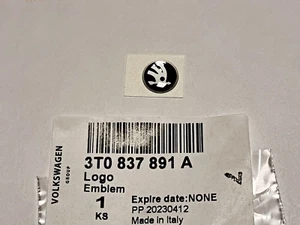 VOLKSWAGEN
GROUP
3T0 837 891 A
Logo
Emblem
1
KS
Expire date:NONE
PP 20230412
Made in Italy